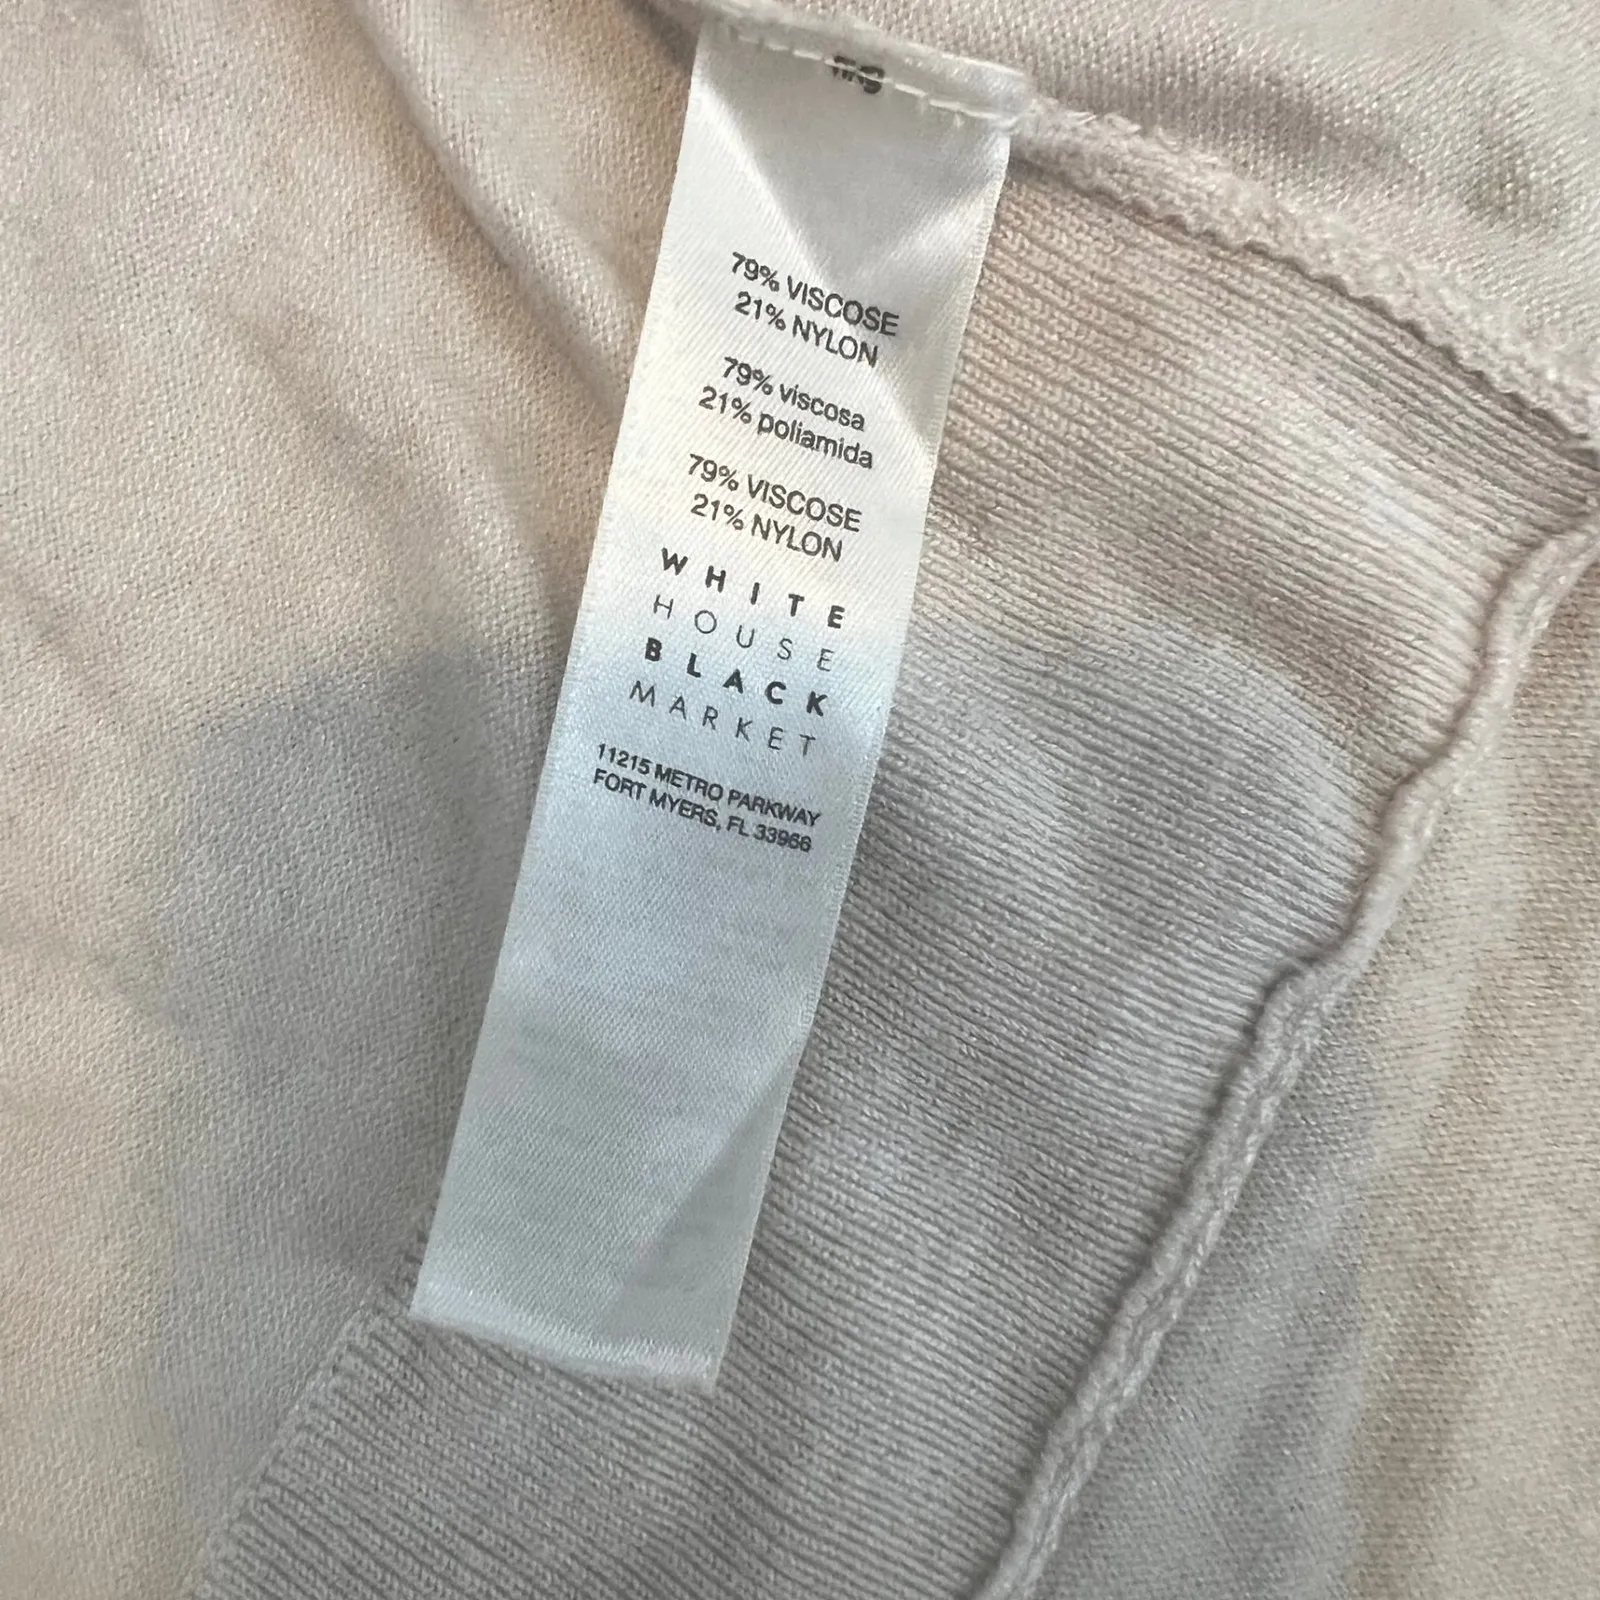 79% VISCOSE
21% NYLON
79% viscosa
21% poliamida
79% VISCOSE
21% NYLON
WHITE
HOUSE
BLACK
MARKET
11215 METRO PARKWAY
FORT MYERS, FL 33966